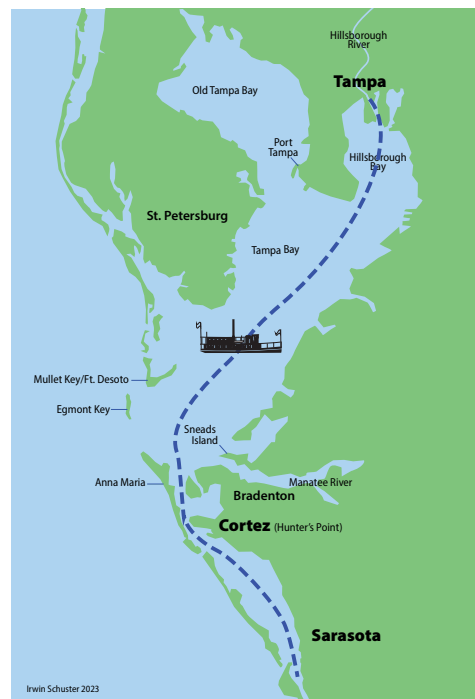 Hillsborough
River
Tampa
Old Tampa Bay
Port
Tampa
Hillsborough
Bay
St. Petersburg
Tampa Bay
Mullet Key/Ft. Desoto
Egmont Key
Sneads
Island
Anna Maria
Manatee River
Bradenton
Cortez (Hunter's Point)
Sarasota
Irwin Schuster 2023